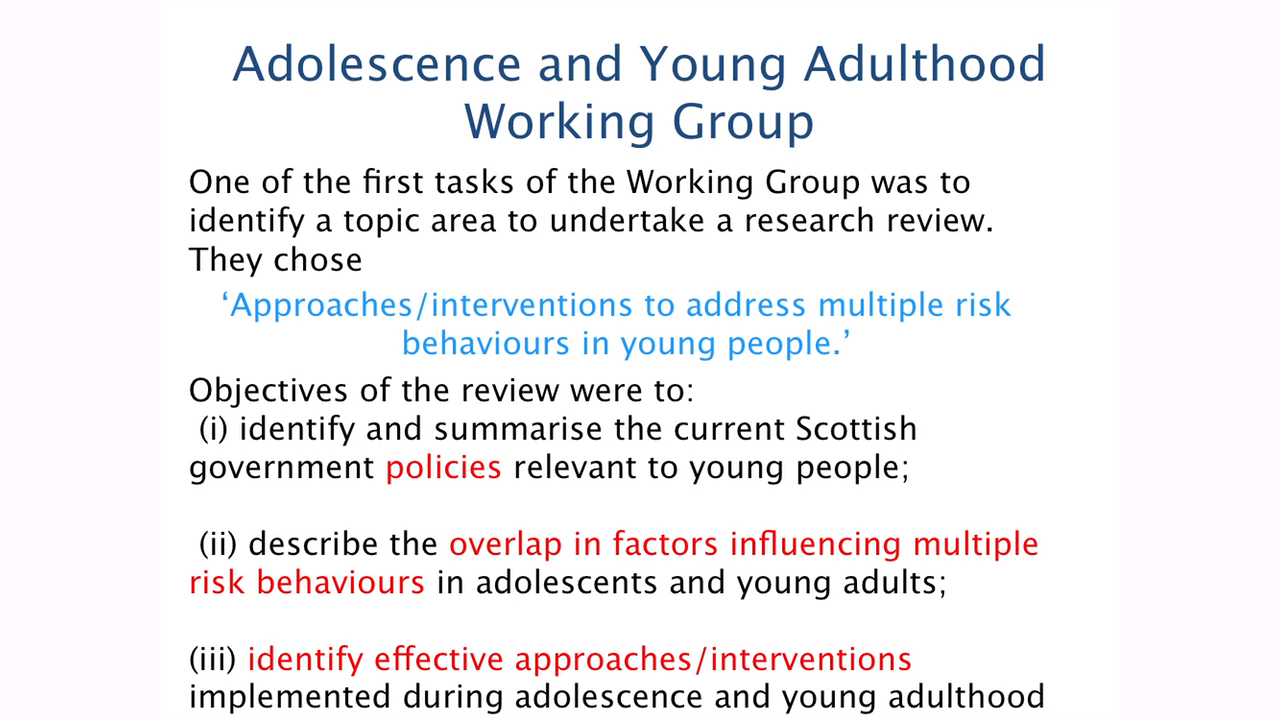 Adolescence and Young Adulthood
Working Group
One of the first tasks of the Working Group was to
identify a topic area to undertake a research review.
They chose
‘Approaches/interventions to address multiple risk
behaviours in young people.’
Objectives of the review were to:
(i) identify and summarise the current Scottish
government policies relevant to young people;
(ii) describe the overlap in factors influencing multiple
risk behaviours in adolescents and young adults;
(iii) identify effective approaches/interventions
implemented during adolescence and young adulthood